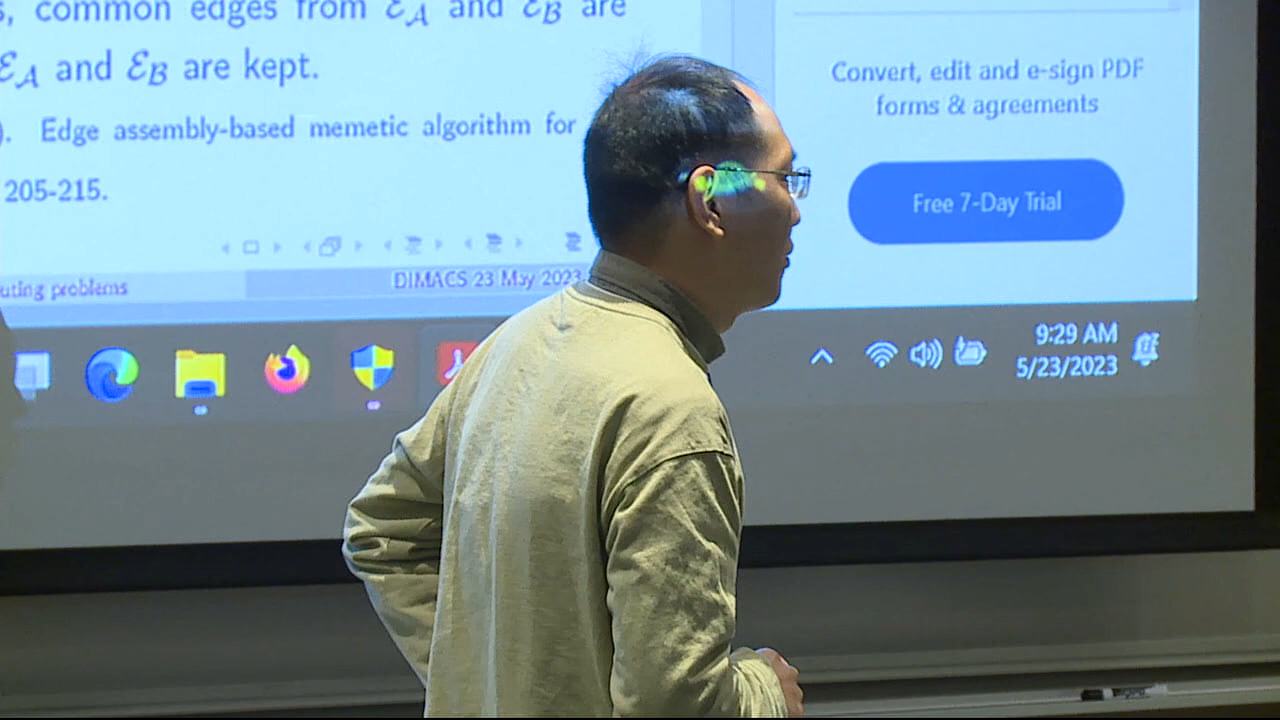 s, common edges from ℰ𝒜 and ℰℬ are
ℰ𝒜 and ℰℬ are kept.
). Edge assembly-based memetic algorithm for
205-215.
uting problems
DIMACS 23 May 2023
Convert, edit and e-sign PDF
forms & agreements
Free 7-Day Trial
9:29 AM
5/23/2023